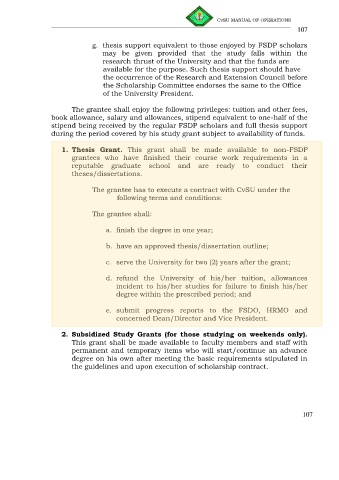 CvSU MANUAL OF OPERATIONS
107
g. thesis support equivalent to those enjoyed by FSDP scholars
may be given provided that the study falls within the
research thrust of the University and that the funds are
available for the purpose. Such thesis support should have
the occurrence of the Research and Extension Council before
the Scholarship Committee endorses the same to the Office
of the University President.
The grantee shall enjoy the following privileges: tuition and other fees,
book allowance, salary and allowances, stipend equivalent to one-half of the
stipend being received by the regular FSDP scholars and full thesis support
during the period covered by his study grant subject to availability of funds.
1. Thesis Grant. This grant shall be made available to non-FSDP
grantees who have finished their course work requirements in a
reputable graduate school and are ready to conduct their
theses/dissertations.
The grantee has to execute a contract with CvSU under the
following terms and conditions:
The grantee shall:
a. finish the degree in one year;
b. have an approved thesis/dissertation outline;
c. serve the University for two (2) years after the grant;
d. refund the University of his/her tuition, allowances
incident to his/her studies for failure to finish his/her
degree within the prescribed period; and
e. submit progress reports to the FSDO, HRMO and
concerned Dean/Director and Vice President.
2. Subsidized Study Grants (for those studying on weekends only).
This grant shall be made available to faculty members and staff with
permanent and temporary items who will start/continue an advance
degree on his own after meeting the basic requirements stipulated in
the guidelines and upon execution of scholarship contract.
107